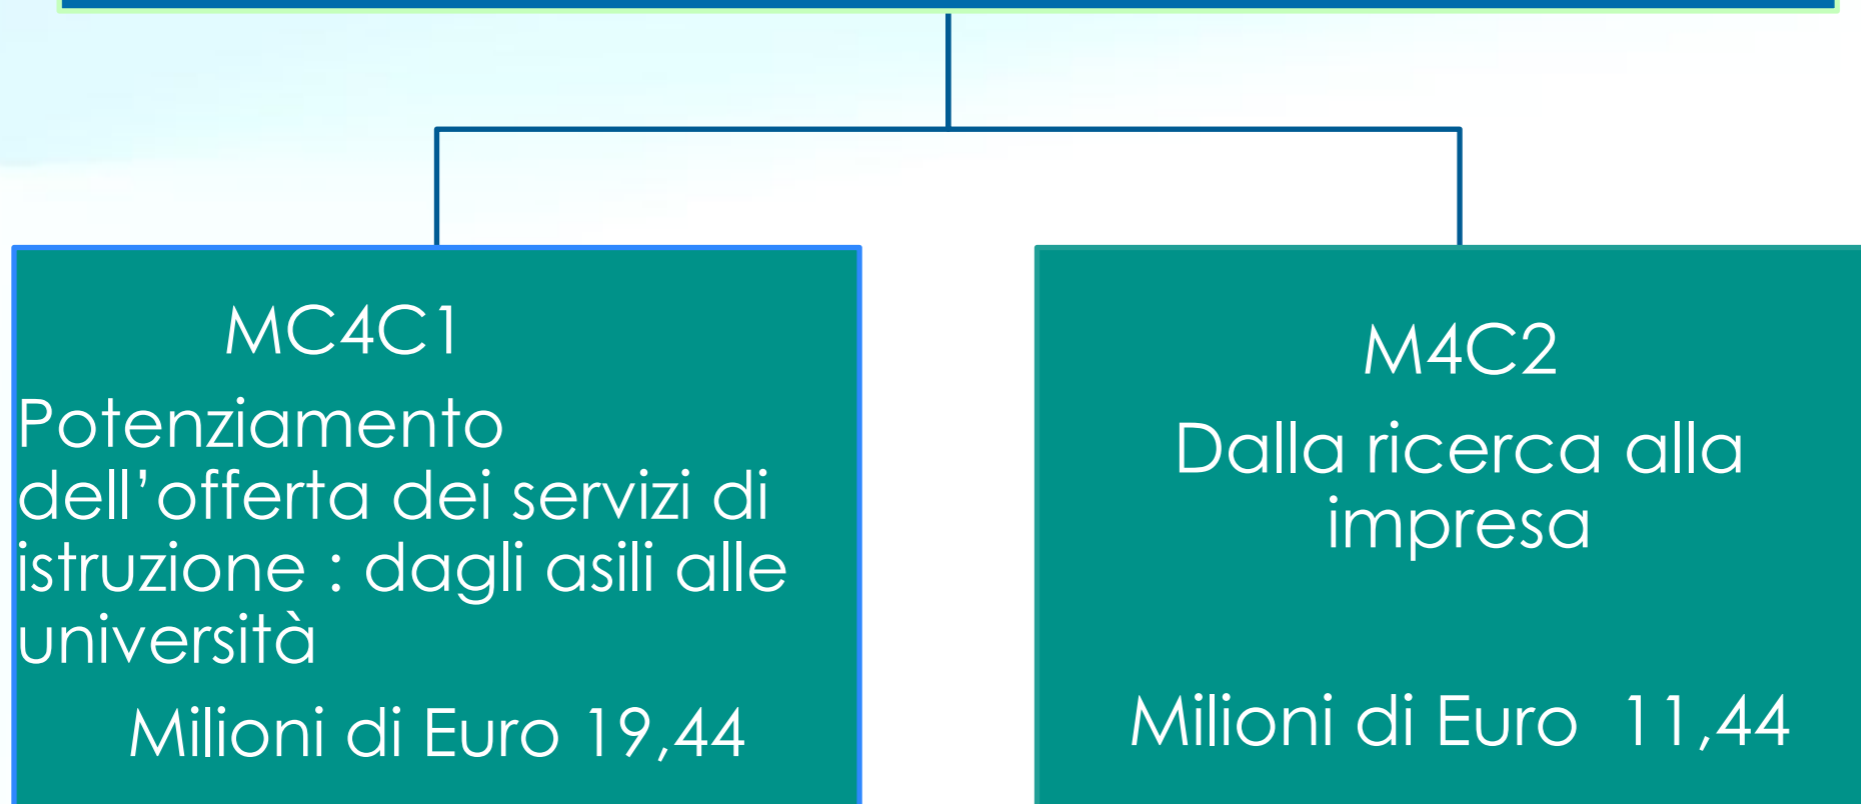 MC4C1
Potenziamento
dell’offerta dei servizi di
istruzione : dagli asili alle
università
Milioni di Euro 19,44
M4C2
Dalla ricerca alla
impresa
Milioni di Euro  11,44